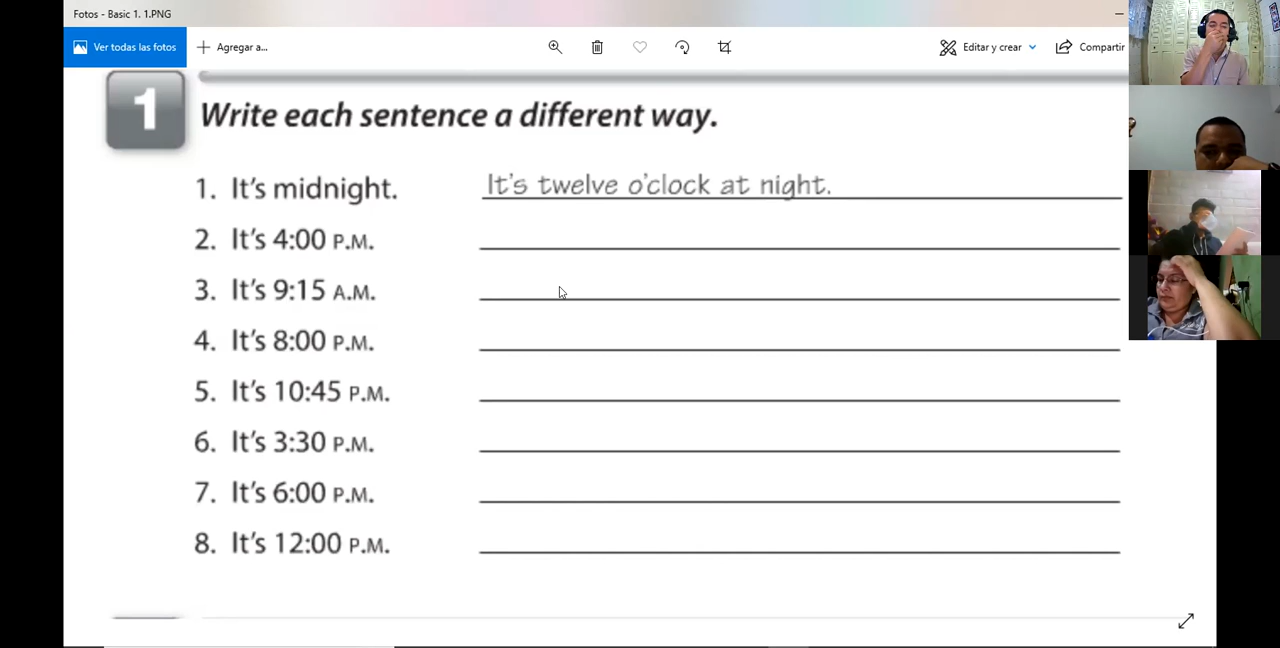 Fotos - Basic 1. 1.PNG
Ver todas las fotos
Agregar a...
Editar y crear
Compartir
1
Write each sentence a different way.
1. It's midnight. It's twelve o'clock at night.
2. It's 4:00 P.M.
3. It's 9:15 A.M.
4. It's 8:00 P.M.
5. It's 10:45 P.M.
6. It's 3:30 P.M.
7. It's 6:00 P.M.
8. It's 12:00 P.M.